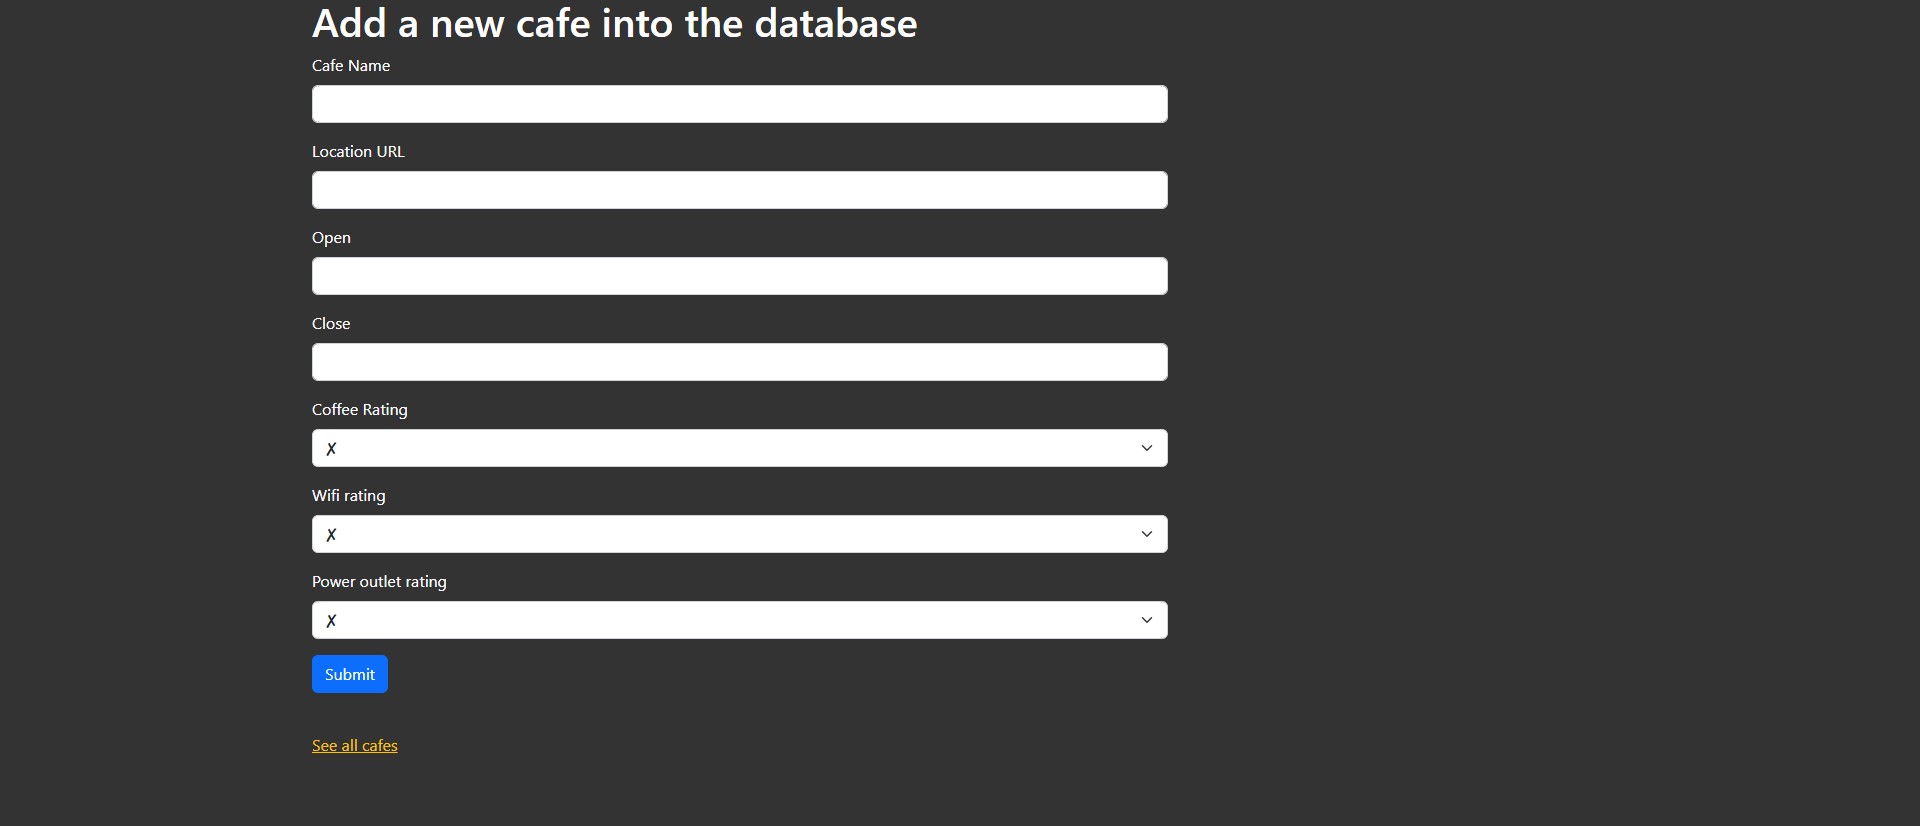 Add a new cafe into the database
Cafe Name
Location URL
Open
Close
Coffee Rating
✗
Wifi rating
✗
Power outlet rating
✗
Submit
See all cafes